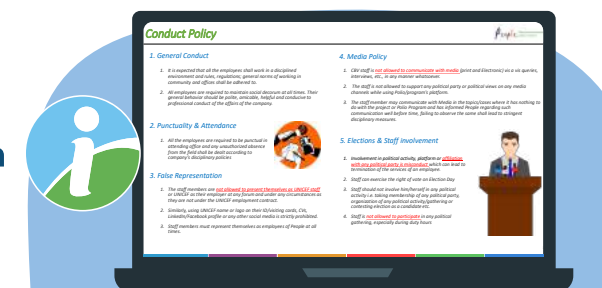 Conduct Policy
People
1. General Conduct
1. It is expected that all the employees shall work in a disciplined
environment and rules, regulations, general norms of working in
community and offices shall be adhered to.
2. All employees are required to maintain social decorum at all times. Their
general behavior should be polite, amicable, helpful and conducive to
professional conduct of the affairs of the company.
2. Punctuality & Attendance
1. All the employees are required to be punctual in
attending office and any unauthorized absence
from the field shall be dealt according to
company's disciplinary policies
3. False Representation
1. The staff members are not allowed to present themselves as UNICEF staff
or UNICEF as their employer at any forum and under any circumstances as
they are not under the UNICEF employment contract.
2. Similarly, using UNICEF name or logo on their ID/visiting cards, CVs,
LinkedIn/Facebook profile or any other social media is strictly prohibited.
3. Staff members must represent themselves as employees of People at all
times.
4. Media Policy
1. CBV staff is not allowed to communicate with media (print and Electronic) vis a vis queries,
interviews, etc., in any manner whatsoever
2. The staff is not allowed to support any political party or political views on any media
channels while using Polio/program's platform.
3. The staff member may communicate with Media in the topics/cases where it has nothing to
do with the project or Polio Program and has informed People regarding such
communication well before time, failing to observe the same shall lead to stringent
disciplinary measures.
5. Elections & Staff involvement
1. Involvement in political activity, platform or affiliation
with any political party is misconduct which can lead to
termination of the services of an employee.
2. Staff can exercise the right of vote on Election Day
3. Staff should not involve him/herself in any political
activity i.e. taking membership of any political party,
organization of any political activity/gathering or
contesting election as a candidate etc.
4. Staff is not allowed to participate in any political
gathering, especially during duty hours